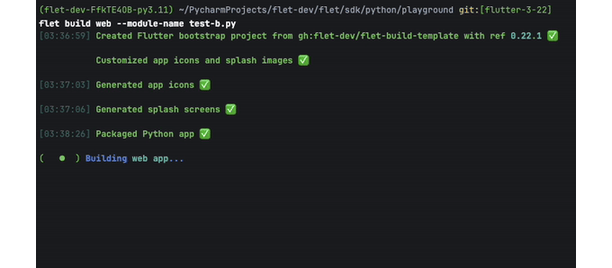 (flet-dev-FfkTE4OB-py3.11) ~/PycharmProjects/flet-dev/flet/sdk/python/playground git:[flutter-3-22]
flet build web --module-name test-b.py
[03:36:59] Created Flutter bootstrap project from gh:flet-dev/flet-build-template with ref 0.22.1 ✅
Customized app icons and splash images ✅
[03:37:03] Generated app icons ✅
[03:37:06] Generated splash screens ✅
[03:38:26] Packaged Python app ✅
( ● ) Building web app...